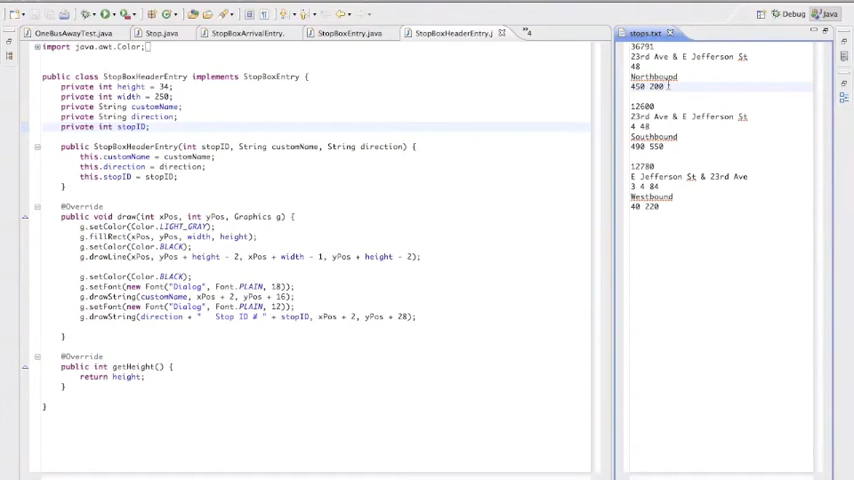 Debug Java
OneBusAwayTest.java Stop.java StopBoxArrivalEntry. StopBoxEntry.java StopBoxHeaderEntry.j 4 stops.txt
import java.awt.Color;
public class StopBoxHeaderEntry implements StopBoxEntry {
private int height = 34;
private int width = 250;
private String customName;
private String direction;
private int stopID;
public StopBoxHeaderEntry(int stopID, String customName, String direction) {
this.customName = customName;
this.direction = direction;
this.stopID = stopID;
}
@Override
public void draw(int xPos, int yPos, Graphics g) {
g.setColor(Color.LIGHT_GRAY);
g.fillRect(xPos, yPos, width, height);
g.setColor(Color.BLACK);
g.drawLine(xPos, yPos + height - 2, xPos + width - 1, yPos + height - 2);
g.setColor(Color.BLACK);
g.setFont(new Font("Dialog", Font.PLAIN, 18));
g.drawString(customName, xPos + 2, yPos + 16);
g.setFont(new Font("Dialog", Font.PLAIN, 12));
g.drawString(direction + "   Stop ID # " + stopID, xPos + 2, yPos + 28);
}
@Override
public int getHeight() {
return height;
}
}
36791
23rd Ave & E Jefferson St
48
Northbound
450 200
12600
23rd Ave & E Jefferson St
4 48
Southbound
490 550
12780
E Jefferson St & 23rd Ave
3 4 84
Westbound
40 220